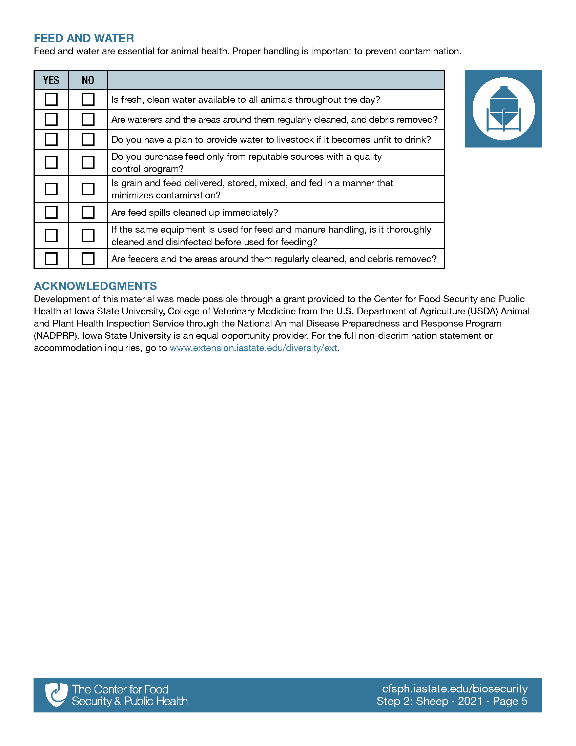 FEED AND WATER
Feed and water are essential for animal health. Proper handling is important to prevent contamination.
YES NO
Is fresh, clean water available to all animals throughout the day?
Are waterers and the areas around them regularly cleaned, and debris removed?
Do you have a plan to provide water to livestock if it becomes unfit to drink?
Do you purchase feed only from reputable sources with a quality
control program?
Is grain and feed delivered, stored, mixed, and fed in a manner that
minimizes contamination?
Are feed spills cleaned up immediately?
If the same equipment is used for feed and manure handling, is it thoroughly
cleaned and disinfected before used for feeding?
Are feeders and the areas around them regularly cleaned, and debris removed?
ACKNOWLEDGMENTS
Development of this material was made possible through a grant provided to the Center for Food Security and Public
Health at Iowa State University, College of Veterinary Medicine from the U.S. Department of Agriculture (USDA) Animal
and Plant Health Inspection Service through the National Animal Disease Preparedness and Response Program
(NADPRP). Iowa State University is an equal opportunity provider. For the full non-discrimination statement or
accommodation inquiries, go to www.extension.iastate.edu/diversity/ext.
The Center for Food
Security & Public Health
cfsph.iastate.edu/biosecurity
Step 2: Sheep - 2021 - Page 5